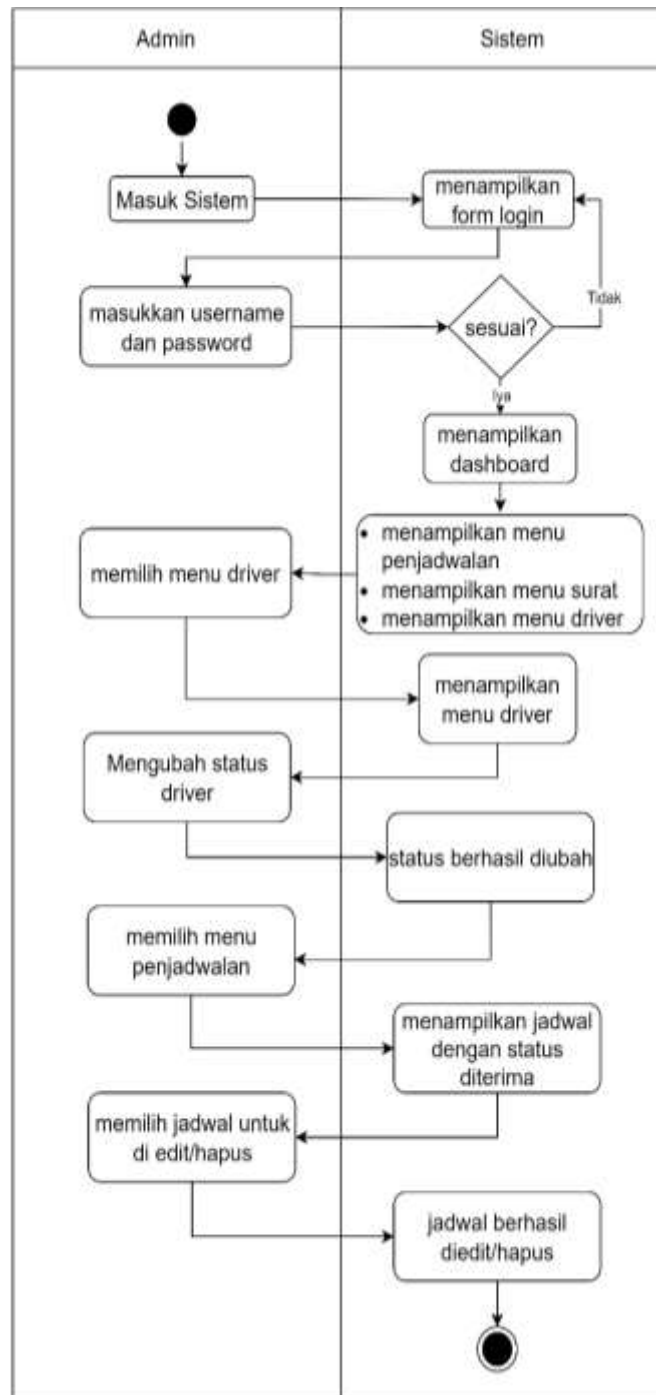 Admin
Sistem
Masuk Sistem
menampilkan
form login
masukkan username
dan password
sesuai?
Tidak
Iya
menampilkan
dashboard
• menampilkan menu
penjadwalan
• menampilkan menu surat
• menampilkan menu driver
memilih menu driver
menampilkan
menu driver
Mengubah status
driver
status berhasil diubah
memilih menu
penjadwalan
menampilkan jadwal
dengan status
diterima
memilih jadwal untuk
di edit/hapus
jadwal berhasil
diedit/hapus